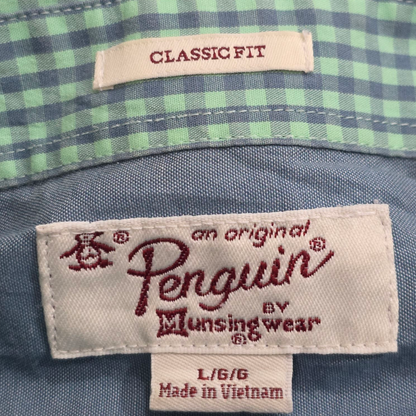 CLASSIC FIT
an original
Penguin®
BY
Munsingwear®
L/G/G
Made in Vietnam